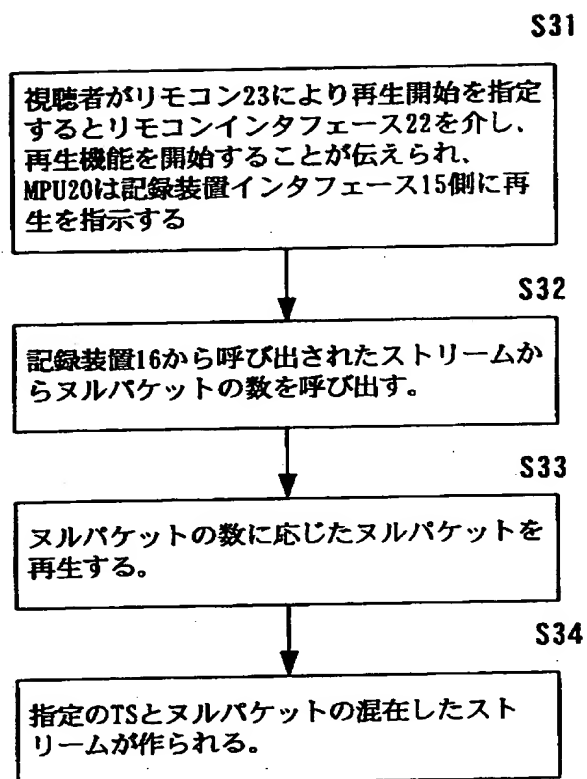 S31
視聴者がリモコン23により再生開始を指定
するとリモコンインタフェース22を介し、
再生機能を開始することが伝えられ、
MPU20は記録装置インタフェース15側に再
生を指示する
S32
記録装置16から呼び出されたストリームか
らヌルパケットの数を呼び出す。
S33
ヌルパケットの数に応じたヌルパケットを
再生する。
S34
指定のTSとヌルパケットの混在したスト
リームが作られる。